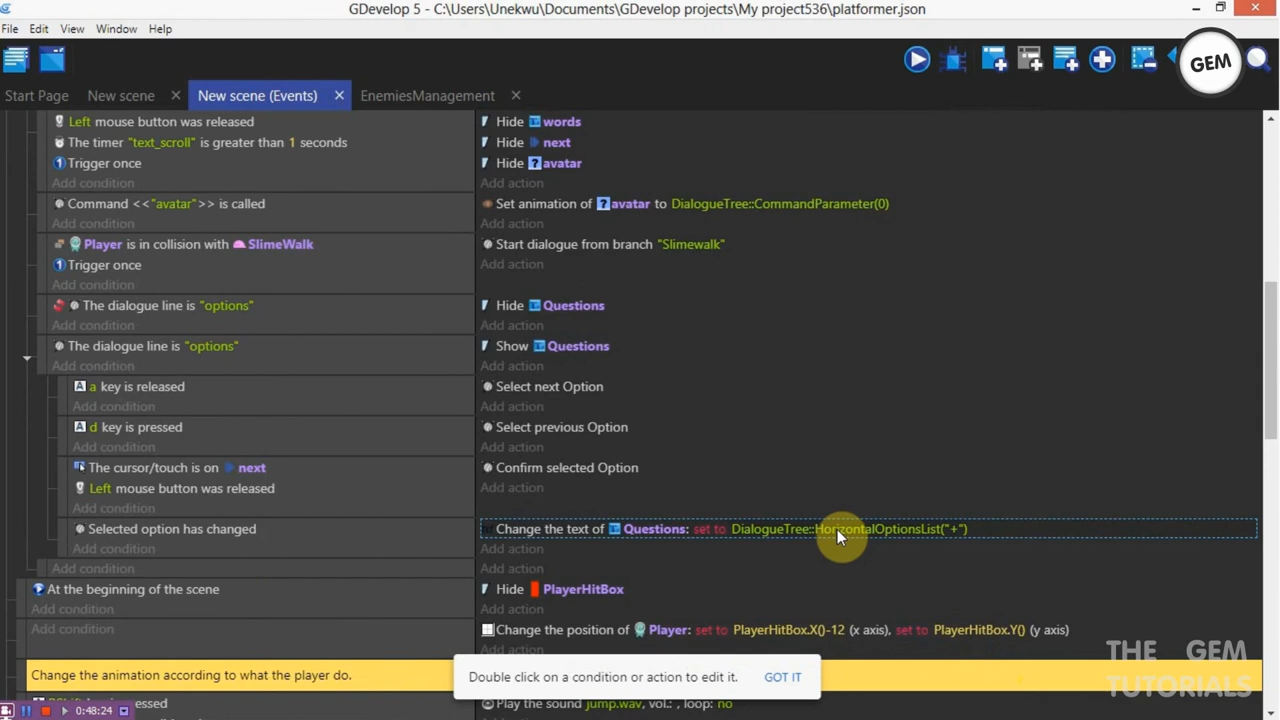 GDevelop 5 - C:\Users\Unekwu\Documents\GDevelop projects\My project536\platformer.json
File Edit View Window Help
GEM
Start Page New scene × New scene (Events) × EnemiesManagement ×
Left mouse button was released Hide words
The timer "text_scroll" is greater than 1 seconds Hide next
Trigger once Hide avatar
Add condition Add action
Command <<"avatar">> is called Set animation of avatar to DialogueTree::CommandParameter(0)
Add condition Add action
Player is in collision with SlimeWalk Start dialogue from branch "Slimewalk"
Trigger once Add action
Add condition
The dialogue line is "options" Hide Questions
Add condition Add action
The dialogue line is "options" Show Questions
Add condition Add action
a key is released Select next Option
Add condition Add action
d key is pressed Select previous Option
Add condition Add action
The cursor/touch is on next Confirm selected Option
Left mouse button was released Add action
Add condition
Selected option has changed Change the text of Questions: set to DialogueTree::HorizontalOptionsList("+")
Add condition Add action
Add condition Add action
At the beginning of the scene Hide PlayerHitBox
Add condition Add action
Add condition Change the position of Player: set to PlayerHitBox.X()-12 (x axis), set to PlayerHitBox.Y() (y axis)
Add action
THE GEM
TUTORIALS
Change the animation according to what the player do.
Double click on a condition or action to edit it. GOT IT
pressed Play the sound jump.wav, vol.: , loop: no
0:48:24